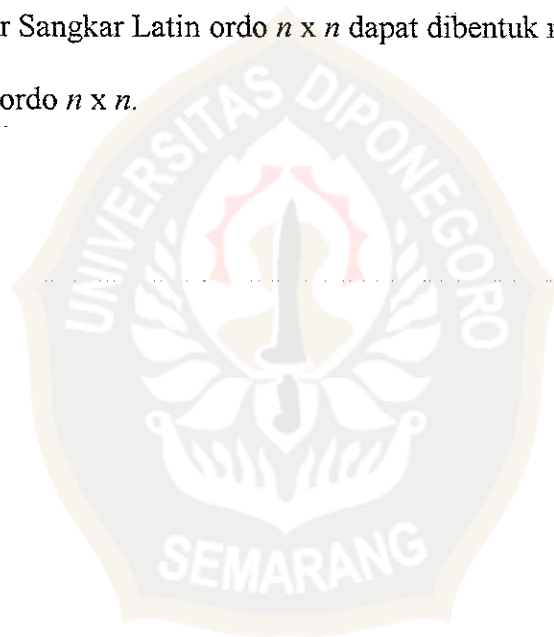 r Sangkar Latin ordo n x n dapat dibentuk
ordo n x n.
UNIVERSITAS DIPONEGORO
SEMARANG